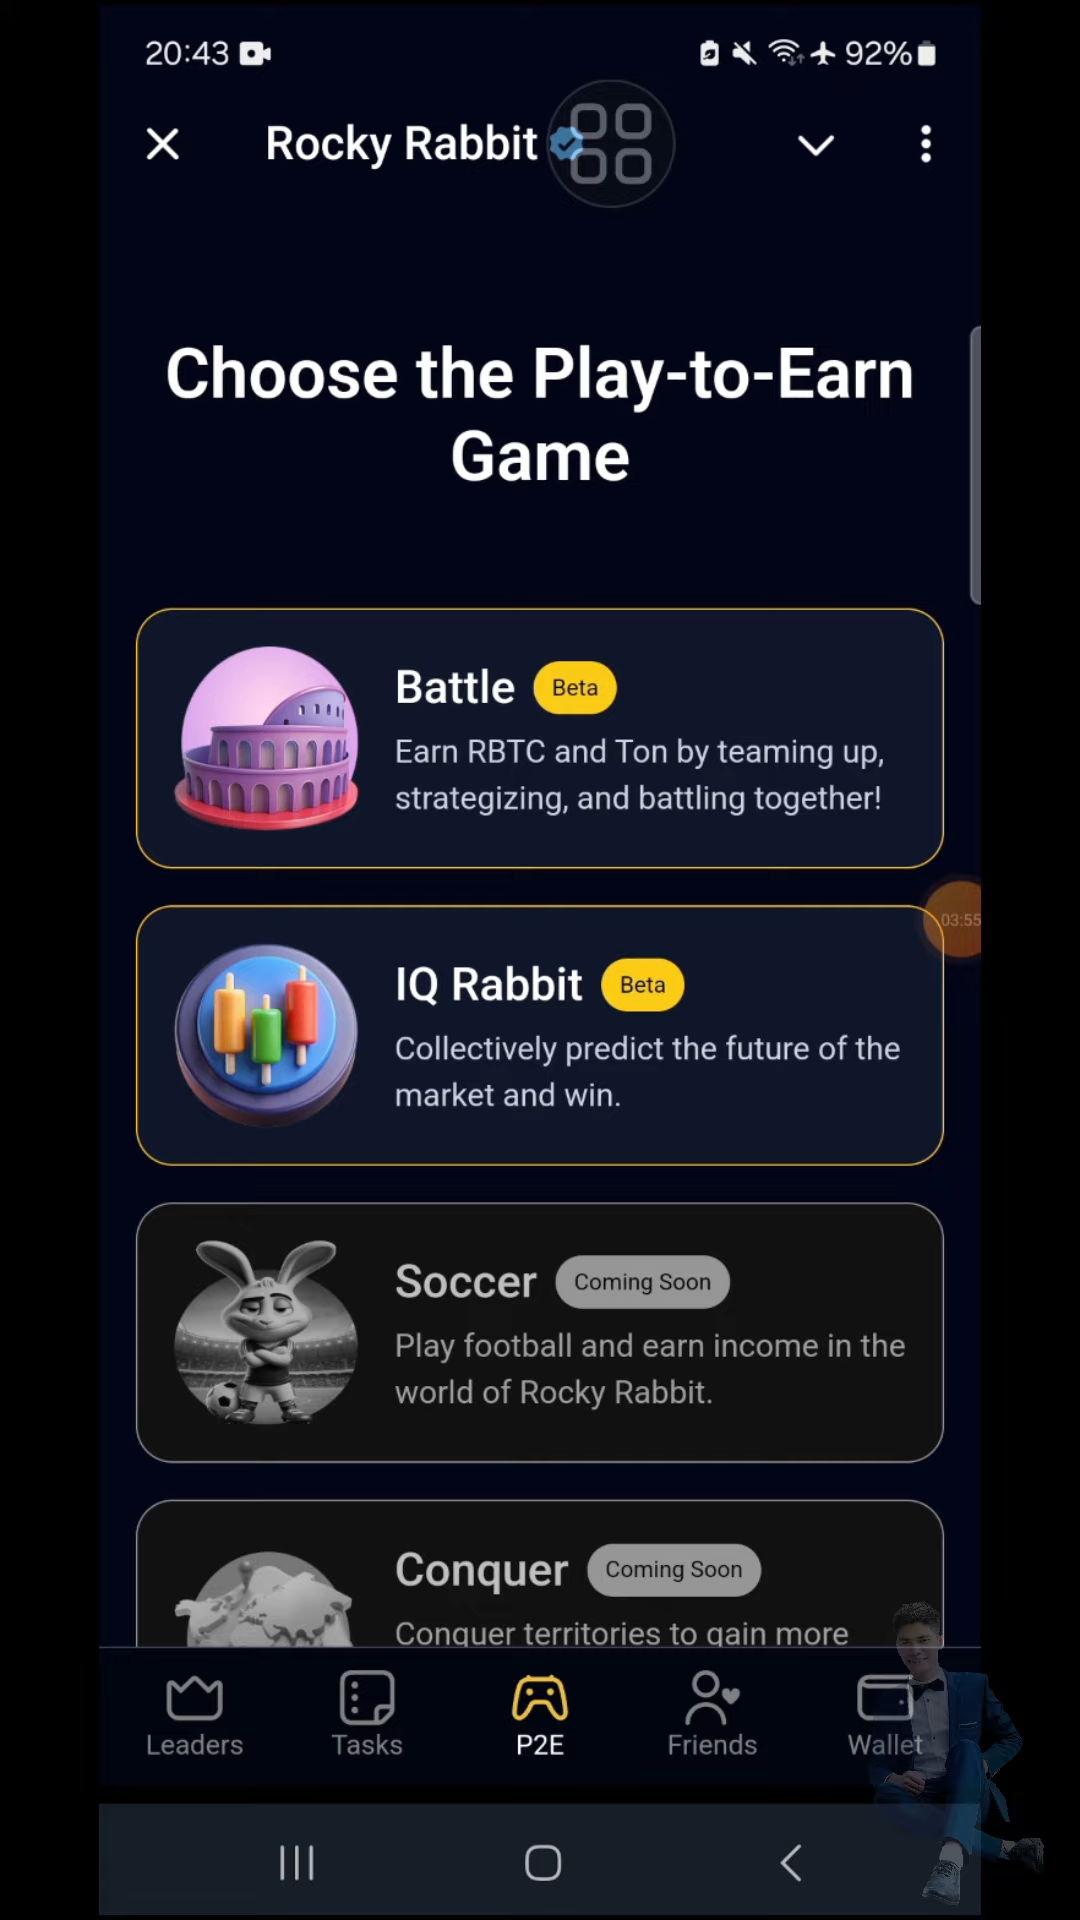 20:43
92%
Rocky Rabbit
Choose the Play-to-Earn
Game
Battle Beta
Earn RBTC and Ton by teaming up,
strategizing, and battling together!
03:55
IQ Rabbit Beta
Collectively predict the future of the
market and win.
Soccer Coming Soon
Play football and earn income in the
world of Rocky Rabbit.
Conquer Coming Soon
Conquer territories to gain more
Leaders Tasks P2E Friends Wallet